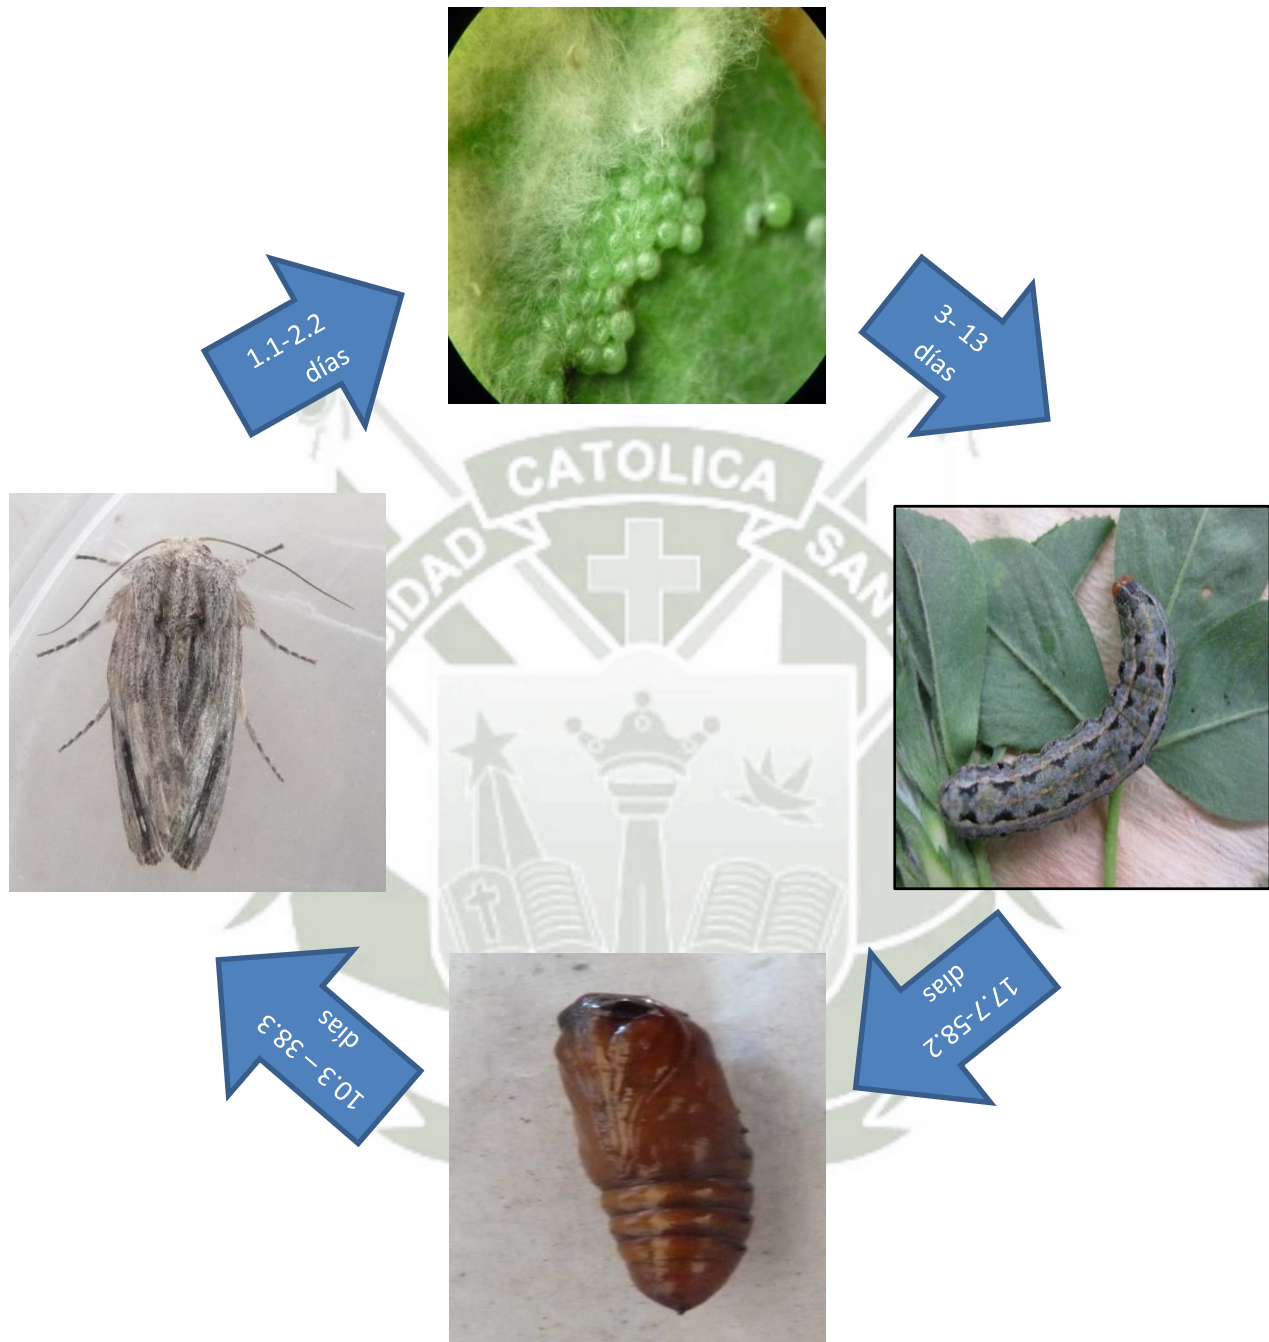 1.1-2.2
días
3- 13
días
CATOLICA
IDAD
SAN
17.7-58.2
días
10.3 – 38.3
días